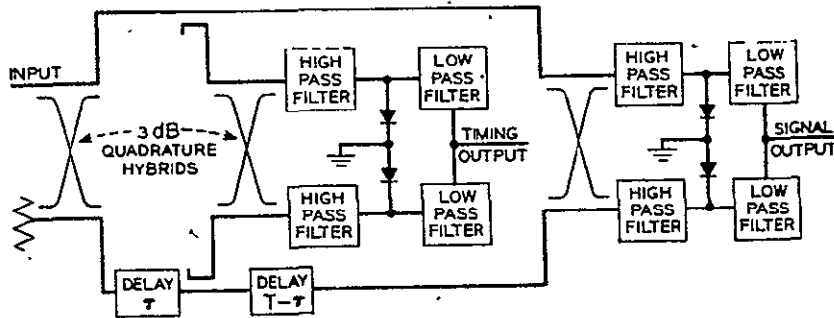 INPUT
3 dB
QUADRATURE
HYBRIDS
HIGH
PASS
FILTER
LOW
PASS
FILTER
TIMING
OUTPUT
HIGH
PASS
FILTER
LOW
PASS
FILTER
DELAY
τ
DELAY
T-τ
HIGH
PASS
FILTER
LOW
PASS
FILTER
SIGNAL
OUTPUT
HIGH
PASS
FILTER
LOW
PASS
FILTER